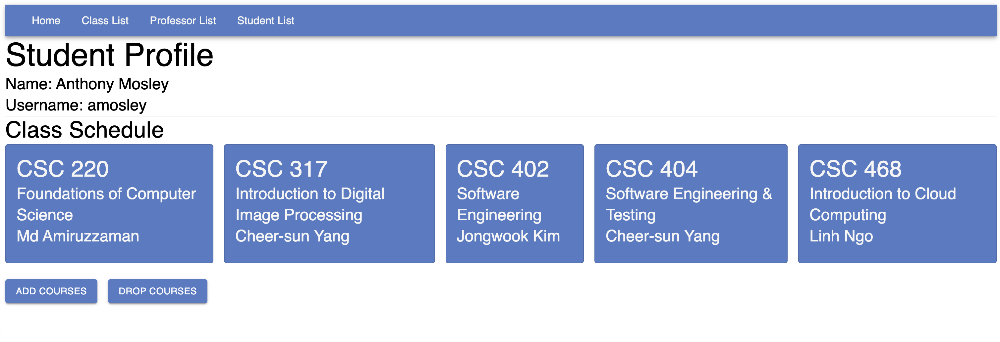 Home Class List Professor List Student List
Student Profile
Name: Anthony Mosley
Username: amosley
Class Schedule
CSC 220
Foundations of Computer
Science
Md Amiruzzaman
CSC 317
Introduction to Digital
Image Processing
Cheer-sun Yang
CSC 402
Software
Engineering
Jongwook Kim
CSC 404
Software Engineering &
Testing
Cheer-sun Yang
CSC 468
Introduction to Cloud
Computing
Linh Ngo
ADD COURSES DROP COURSES